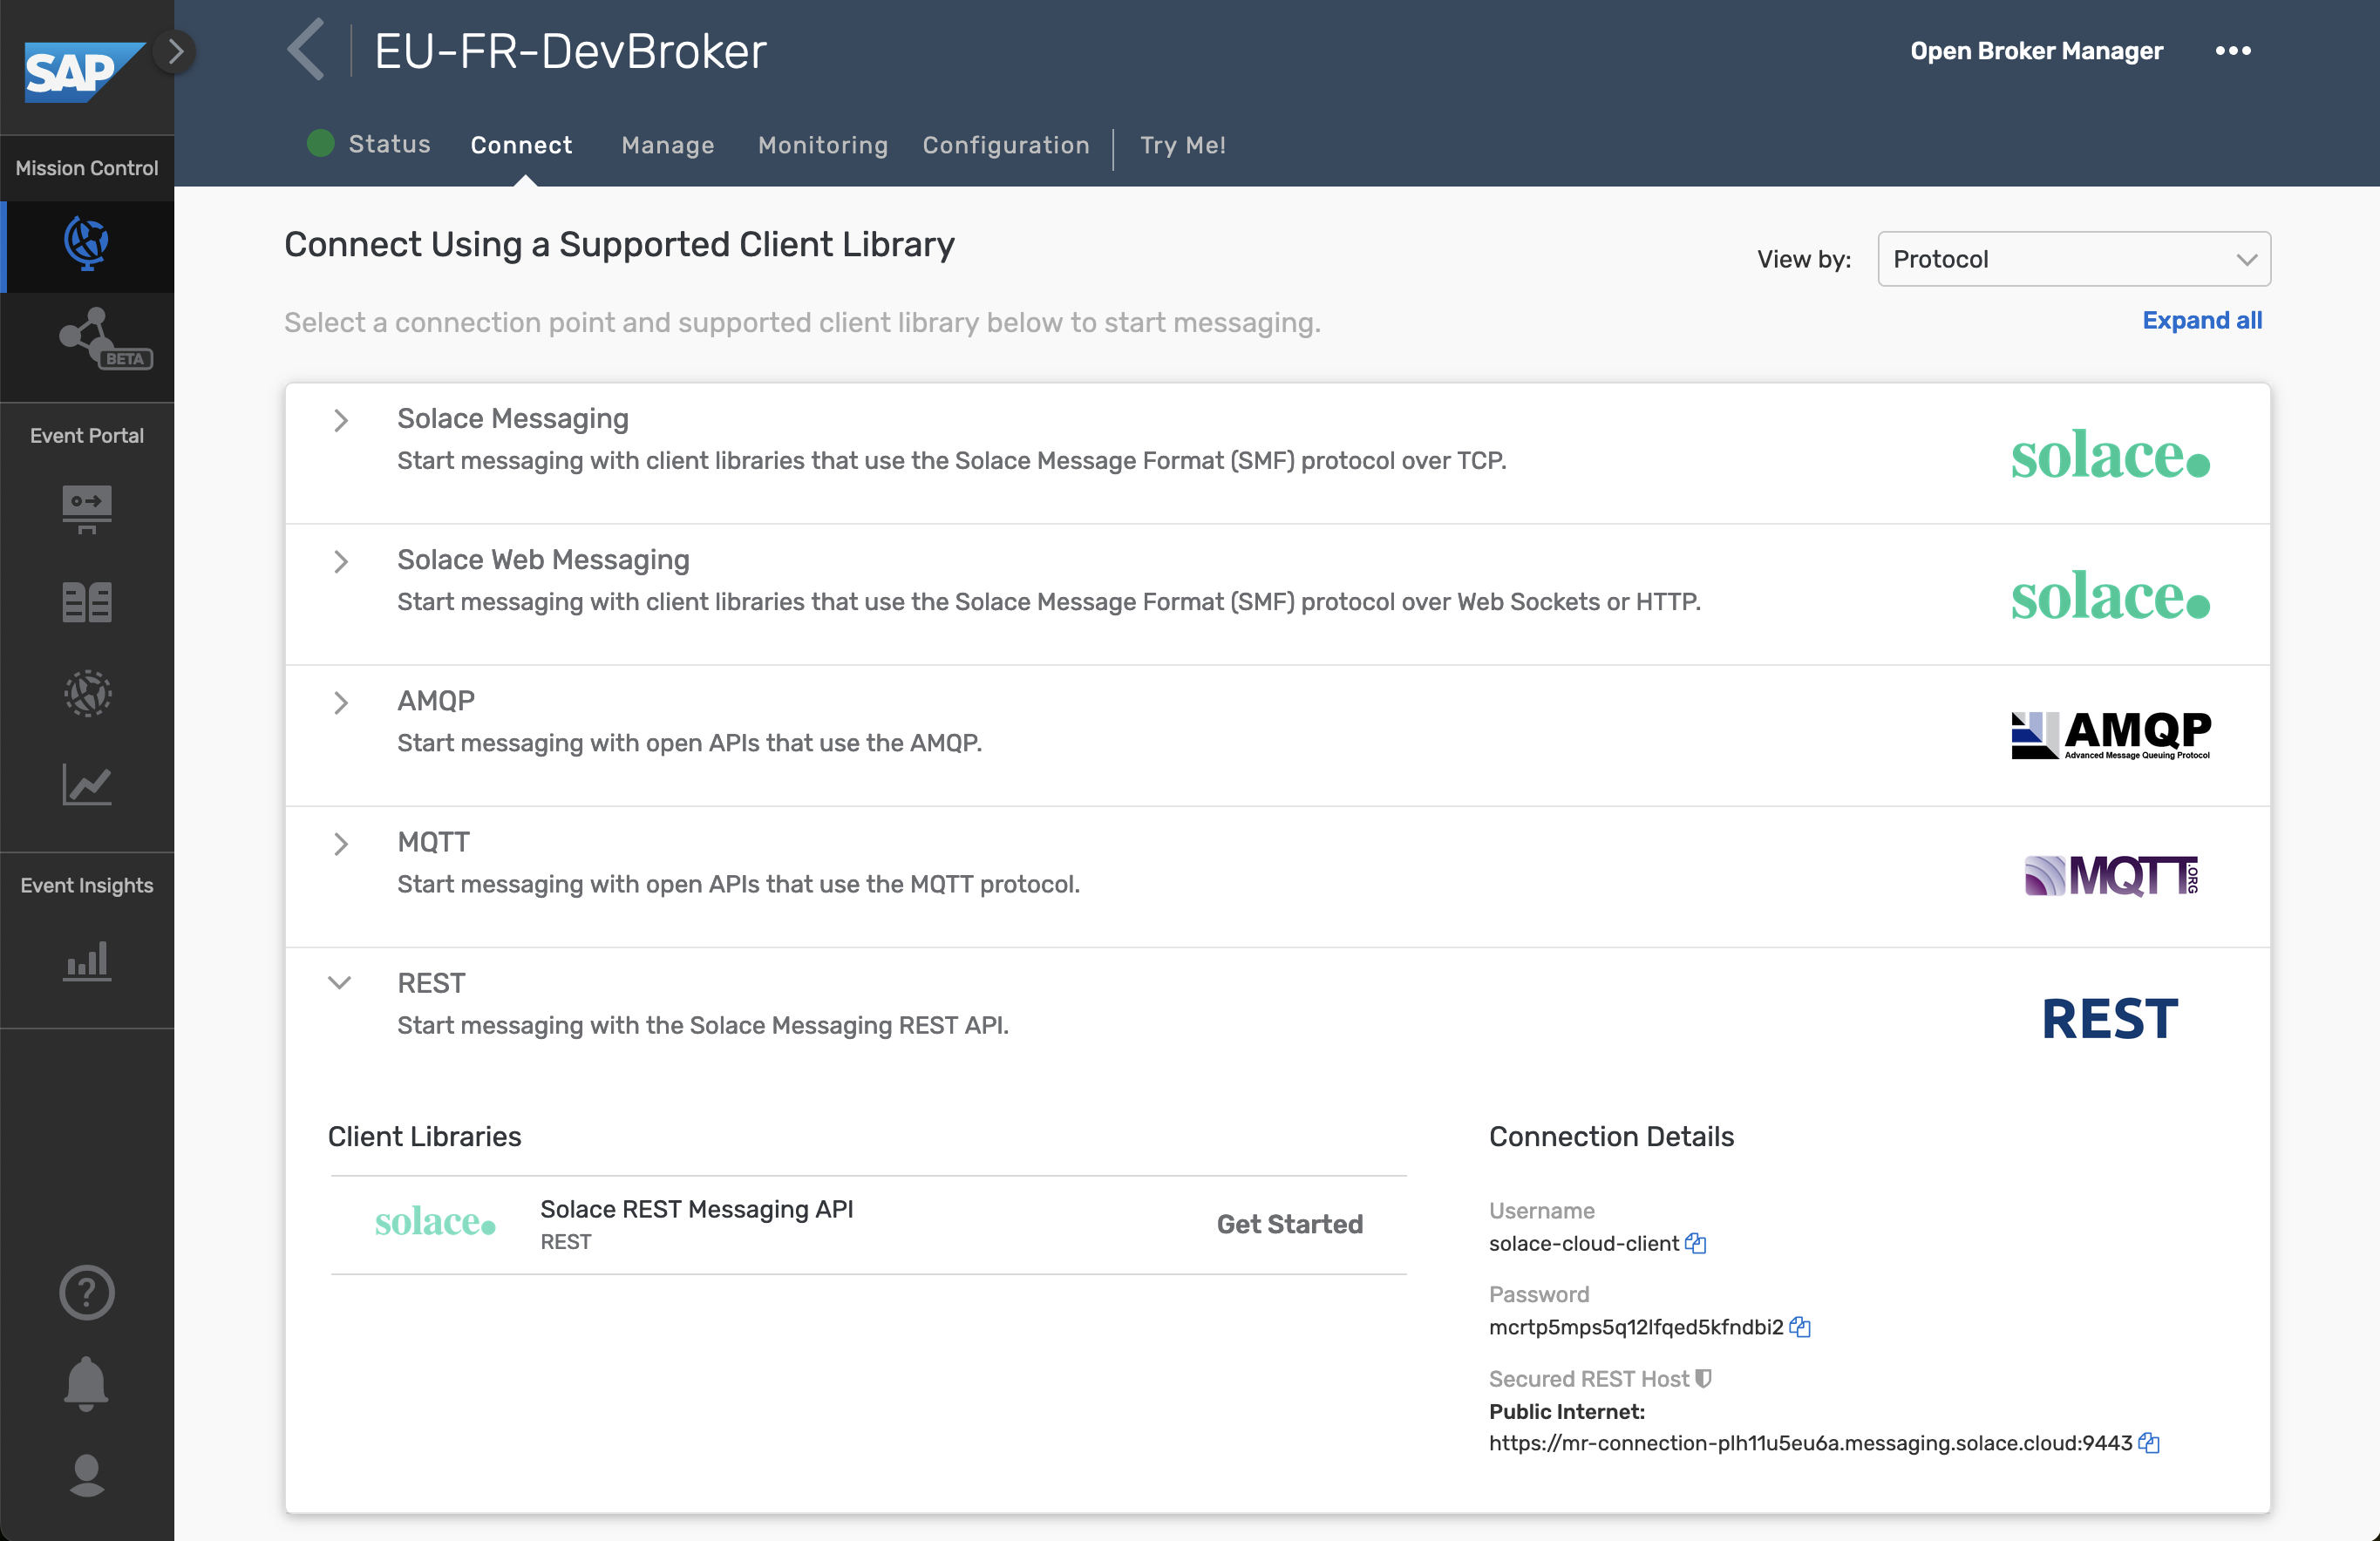 SAP
EU-FR-DevBroker
Open Broker Manager
Status
Connect
Manage
Monitoring
Configuration
Try Me!
Mission Control
BETA
Event Portal
Event Insights
Connect Using a Supported Client Library
View by:
Protocol
Select a connection point and supported client library below to start messaging.
Expand all
Solace Messaging
Start messaging with client libraries that use the Solace Message Format (SMF) protocol over TCP.
solace.
Solace Web Messaging
Start messaging with client libraries that use the Solace Message Format (SMF) protocol over Web Sockets or HTTP.
solace.
AMQP
Start messaging with open APIs that use the AMQP.
AMQP
Advanced Message Queuing Protocol
MQTT
Start messaging with open APIs that use the MQTT protocol.
MQTT.ORG
REST
Start messaging with the Solace Messaging REST API.
REST
Client Libraries
solace.
Solace REST Messaging API
REST
Get Started
Connection Details
Username
solace-cloud-client
Password
mcrtp5mps5q12lfqed5kfndbi2
Secured REST Host
Public Internet:
https://mr-connection-plh11u5eu6a.messaging.solace.cloud:9443